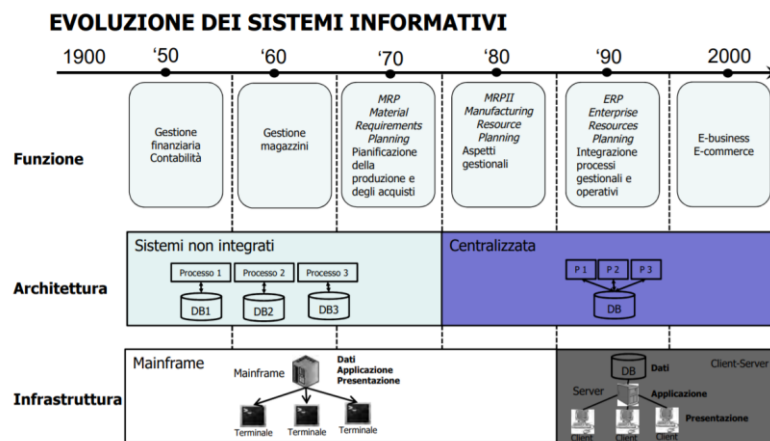 EVOLUZIONE DEI SISTEMI INFORMATIVI
1900
'50
'60
'70
'80
'90
2000
Funzione
Gestione
finanziaria
Contabilità
Gestione
magazzini
MRP
Material
Requirements
Planning
Pianificazione
della
produzione e
degli acquisti
MRPII
Manufacturing
Resource
Planning
Aspetti
gestionali
ERP
Enterprise
Resources
Planning
Integrazione
processi
gestionali e
operativi
E-business
E-commerce
Architettura
Sistemi non integrati
Processo 1
Processo 2
Processo 3
DB1
DB2
DB3
Centralizzata
P 1
P 2
P 3
DB
Infrastruttura
Mainframe
Mainframe
Dati
Applicazione
Presentazione
Terminale
Terminale
Terminale
Client-Server
DB
Dati
Server
Applicazione
Presentazione
Client
Client
Client